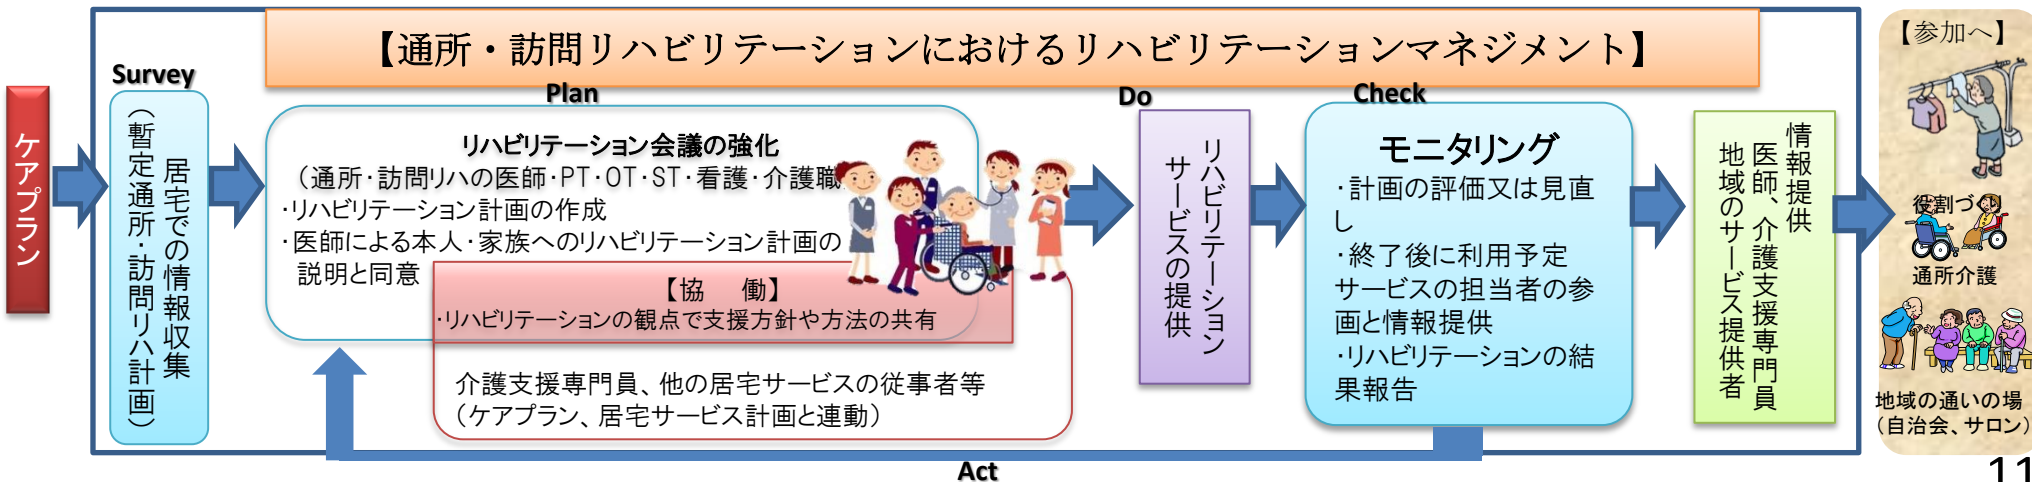 【通所・訪問リハビリテーションにおけるリハビリテーションマネジメント】
ケアプラン
Survey
居宅での情報収集
（暫定通所・訪問リハ計画）
Plan
リハビリテーション会議の強化
（通所・訪問リハの医師・PT・OT・ST・看護・介護職
・リハビリテーション計画の作成
・医師による本人・家族へのリハビリテーション計画の
説明と同意
【協　働】
・リハビリテーションの観点で支援方針や方法の共有
介護支援専門員、他の居宅サービスの従事者等
（ケアプラン、居宅サービス計画と連動）
Do
リハビリテーション
サービスの提供
Check
モニタリング
・計画の評価又は見直
し
・終了後に利用予定
サービスの担当者の参
画と情報提供
・リハビリテーションの結
果報告
Act
情報提供
医師、介護支援専門員
地域のサービス提供者
【参加へ】
役割づく
通所介護
地域の通いの場
（自治会、サロン）
11